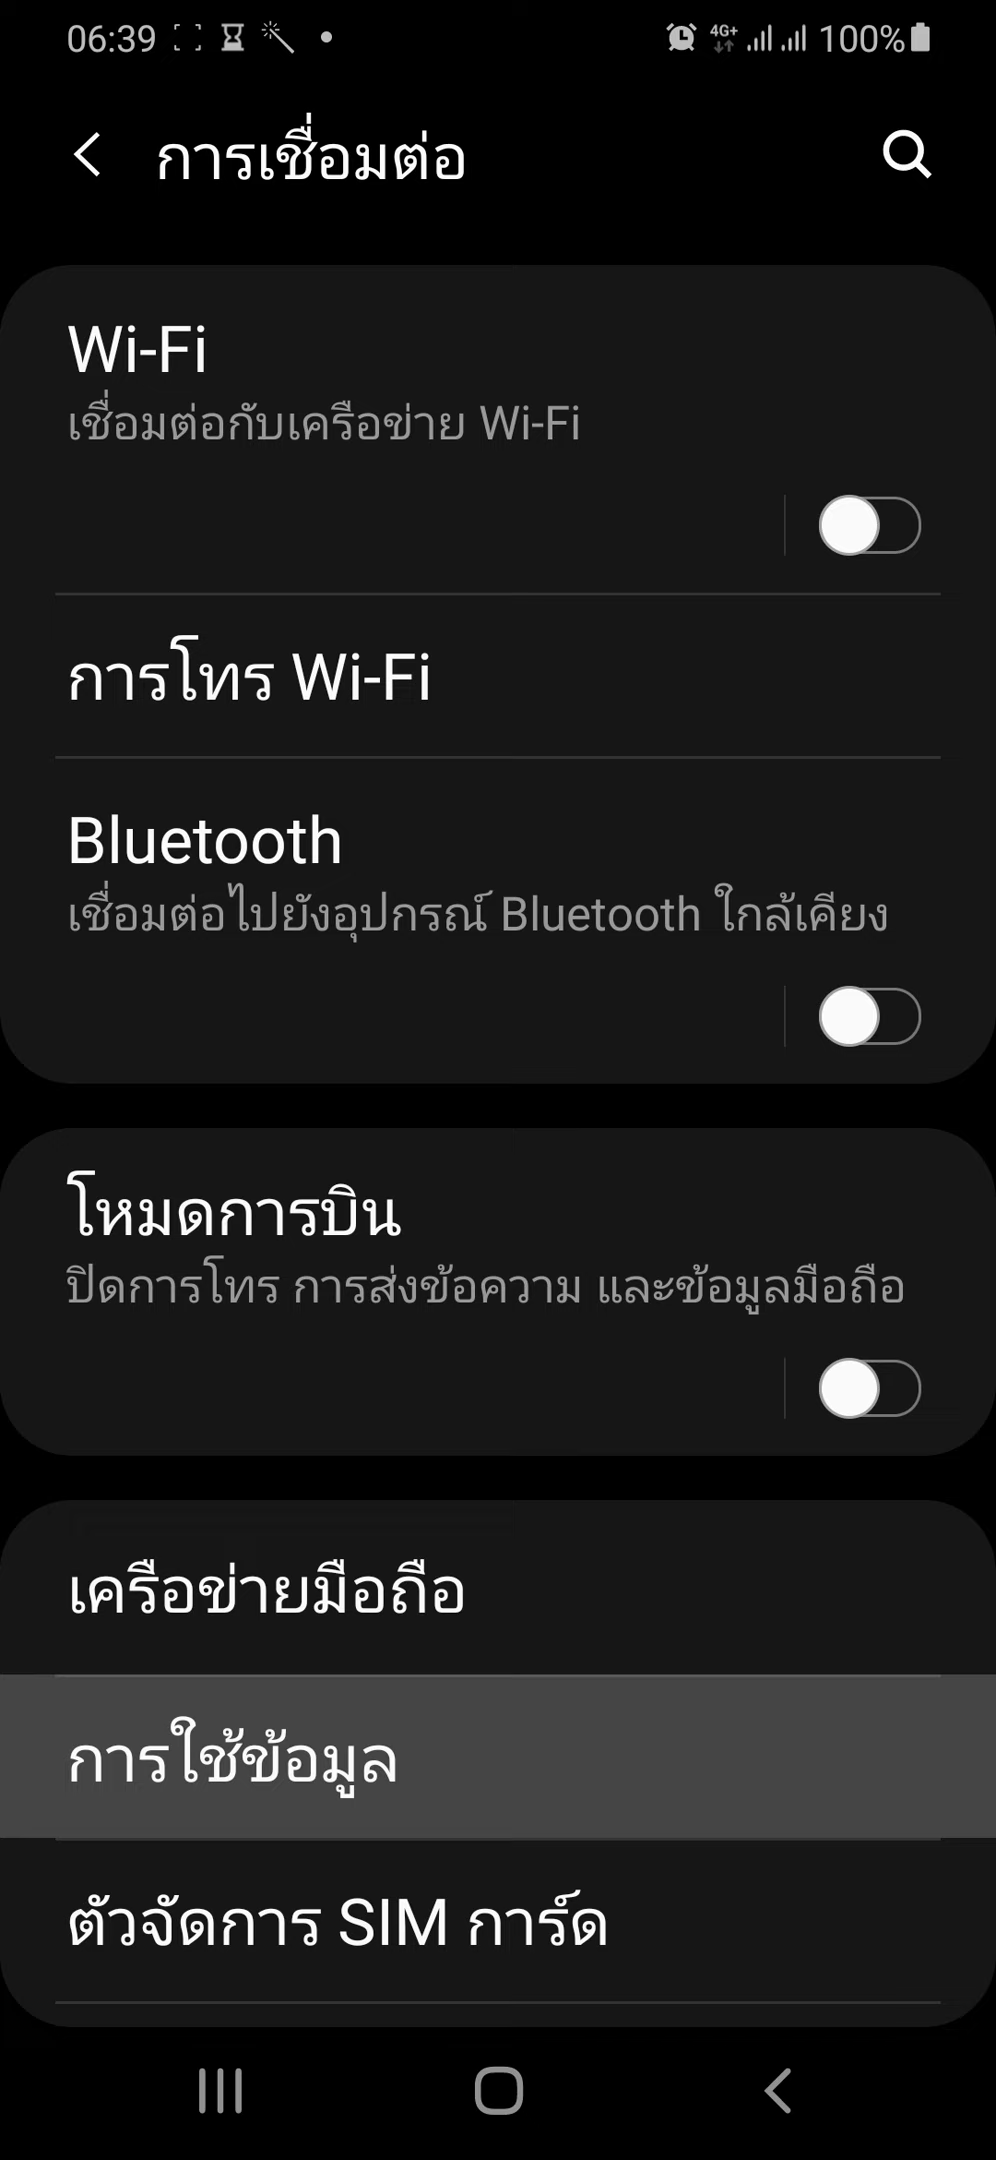 06:39 4G+ 100%
การเชื่อมต่อ
Wi-Fi
เชื่อมต่อกับเครือข่าย Wi-Fi
การโทร Wi-Fi
Bluetooth
เชื่อมต่อไปยังอุปกรณ์ Bluetooth ใกล้เคียง
โหมดการบิน
ปิดการโทร การส่งข้อความ และข้อมูลมือถือ
เครือข่ายมือถือ
การใช้ข้อมูล
ตัวจัดการ SIM การ์ด